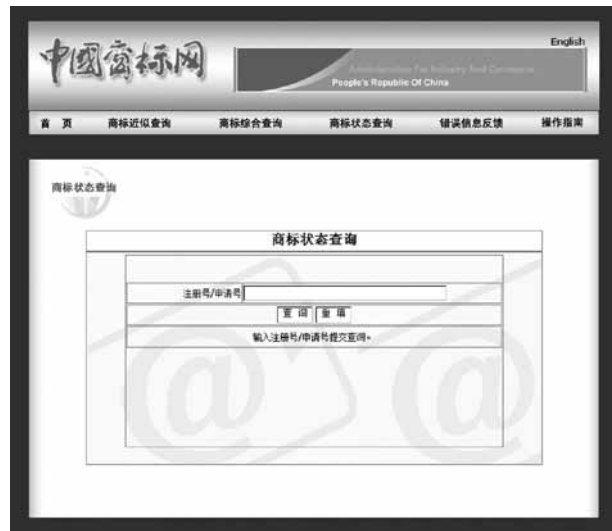 中國商标网
English
People's Republic Of China
首 页 商标近似查询 商标综合查询 商标状态查询 错误信息反馈 操作指南
商标状态查询
商标状态查询
注册号/申请号
查 询 重 填
输入注册号/申请号提交查询。